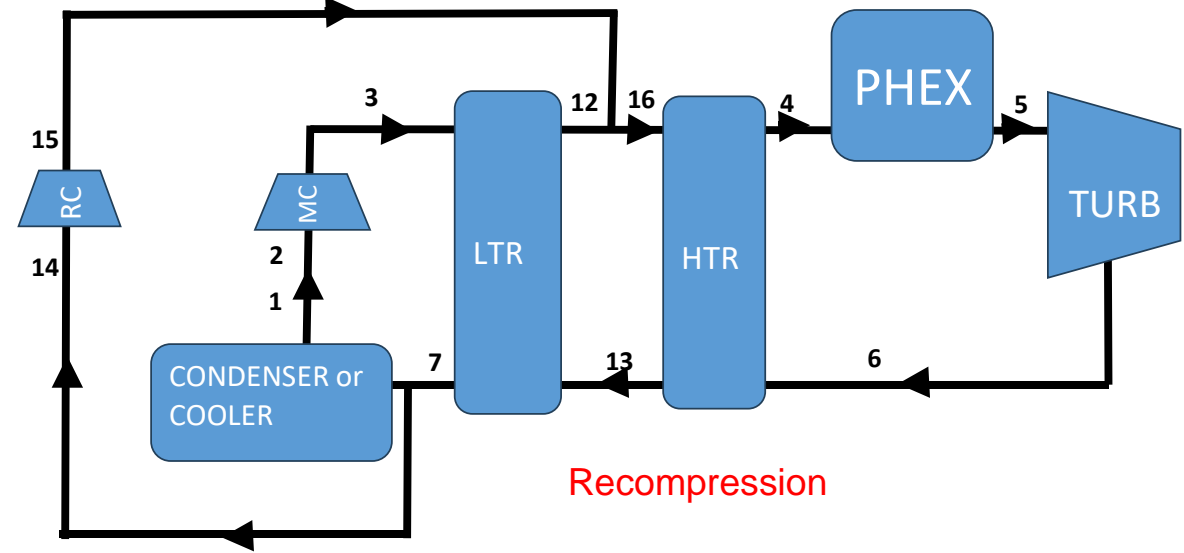 PHEX
3
12
16
4
5
15
RC
MC
TURB
14
2
1
LTR
HTR
7
13
6
CONDENSER or
COOLER
Recompression